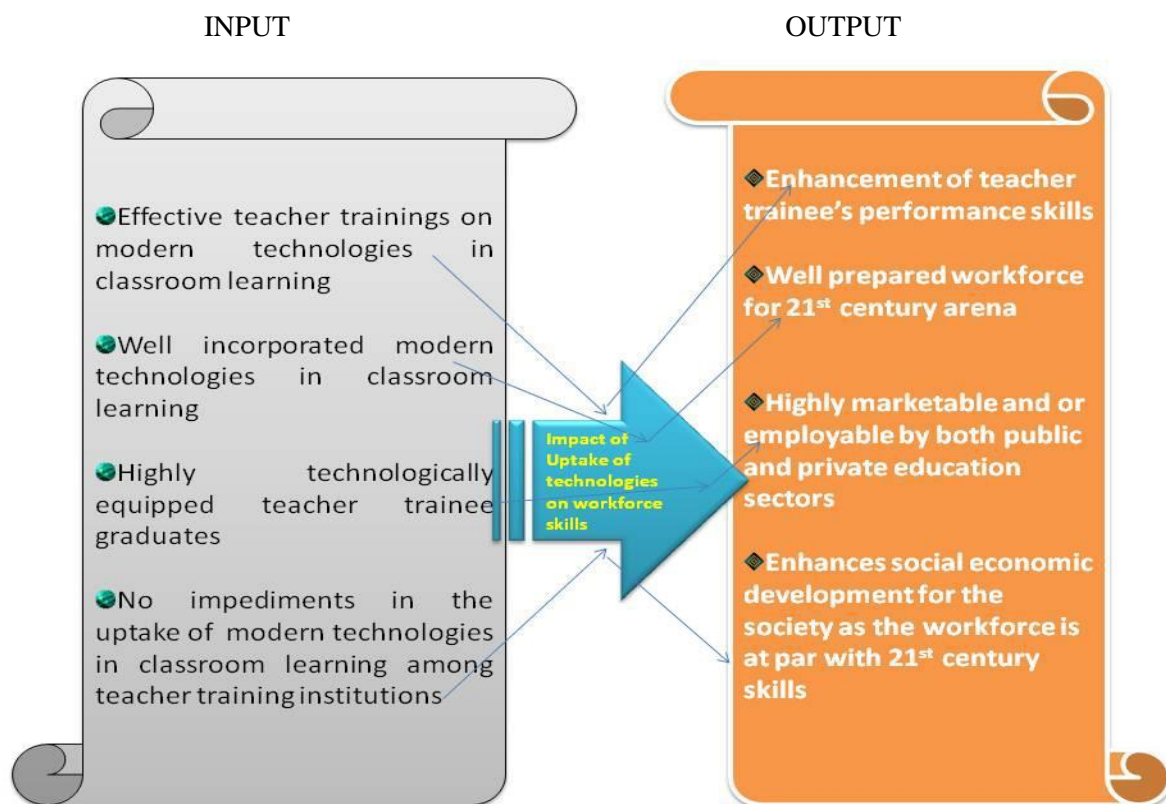 INPUT
OUTPUT
Effective teacher trainings on
modern technologies in
classroom learning
Well incorporated modern
technologies in classroom
learning
Highly technologically
equipped teacher trainee
graduates
No impediments in the
uptake of modern technologies
in classroom learning among
teacher training institutions
Impact of
Uptake of
technologies
on workforce
skills
Enhancement of teacher
trainee’s performance skills
Well prepared workforce
for 21st century arena
Highly marketable and or
employable by both public
and private education
sectors
Enhances social economic
development for the
society as the workforce is
at par with 21st century
skills